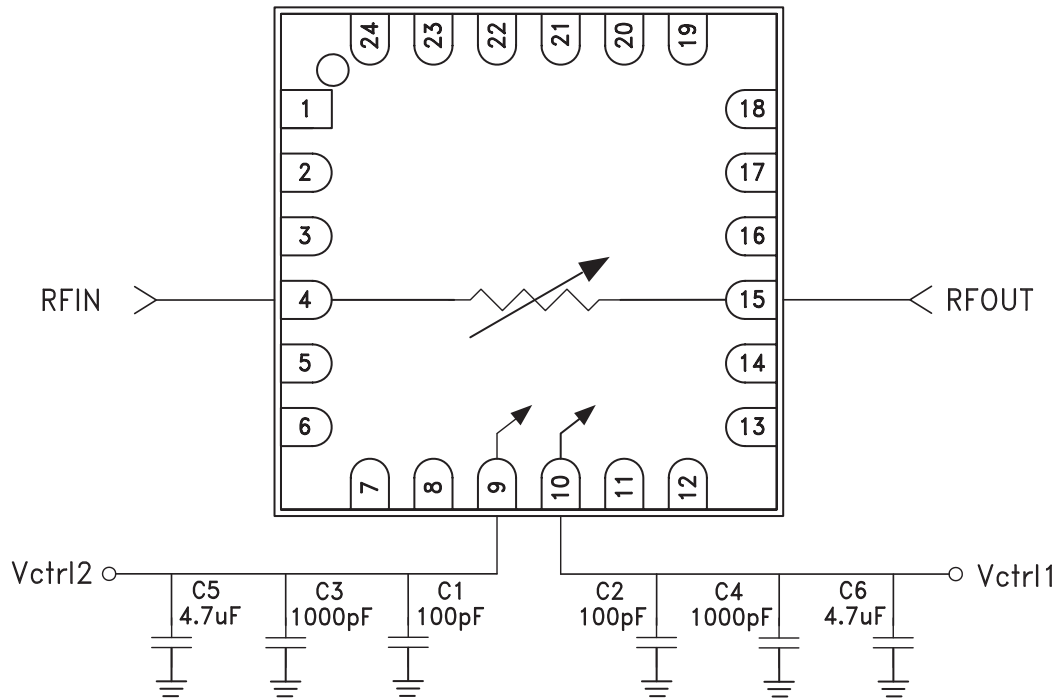 24 23 22 21 20 19
1 18
2 17
3 16
RFIN 4 15 RFOUT
5 14
6 13
7 8 9 10 11 12
Vctrl2 Vctrl1
C5 C3 C1 C2 C4 C6
4.7uF 1000pF 100pF 100pF 1000pF 4.7uF